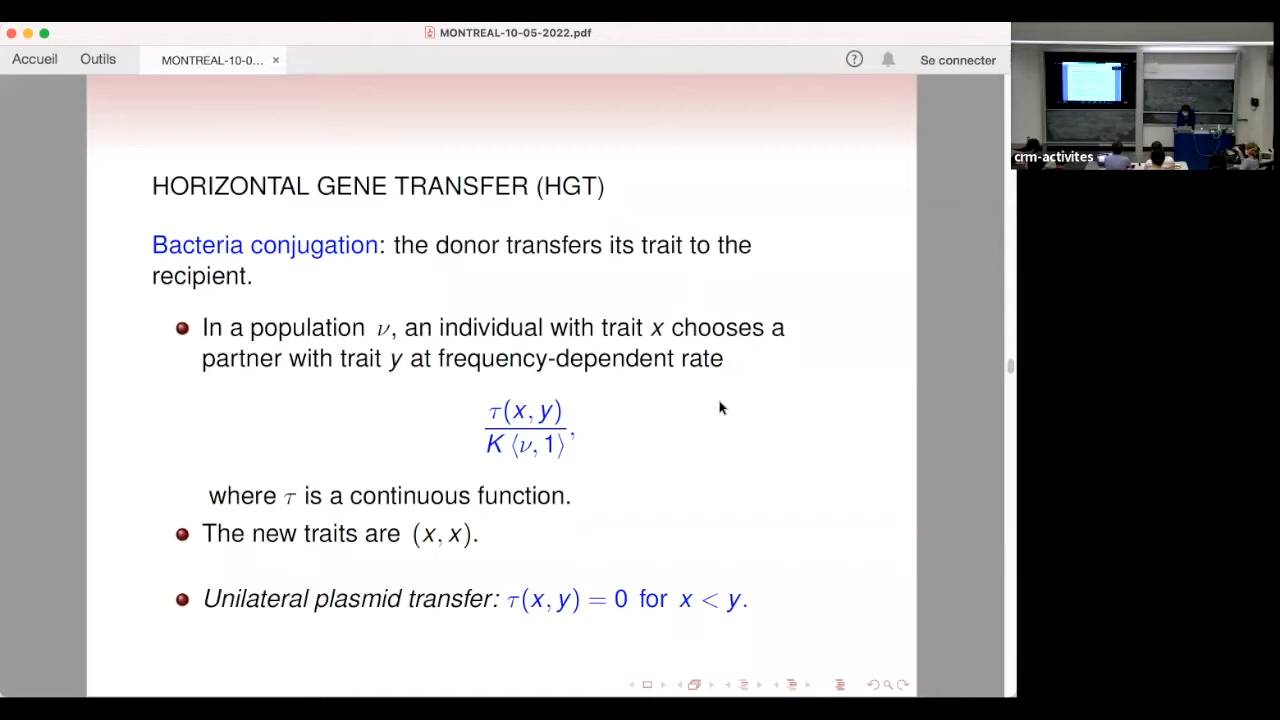 MONTREAL-10-05-2022.pdf
Accueil Outils MONTREAL-10-0... × ? Se connecter
crm-activites
HORIZONTAL GENE TRANSFER (HGT)
Bacteria conjugation: the donor transfers its trait to the
recipient.
In a population ν, an individual with trait x chooses a
partner with trait y at frequency-dependent rate
τ(x, y)
K ⟨ν, 1⟩,
where τ is a continuous function.
The new traits are (x, x).
Unilateral plasmid transfer: τ(x, y) = 0 for x < y.